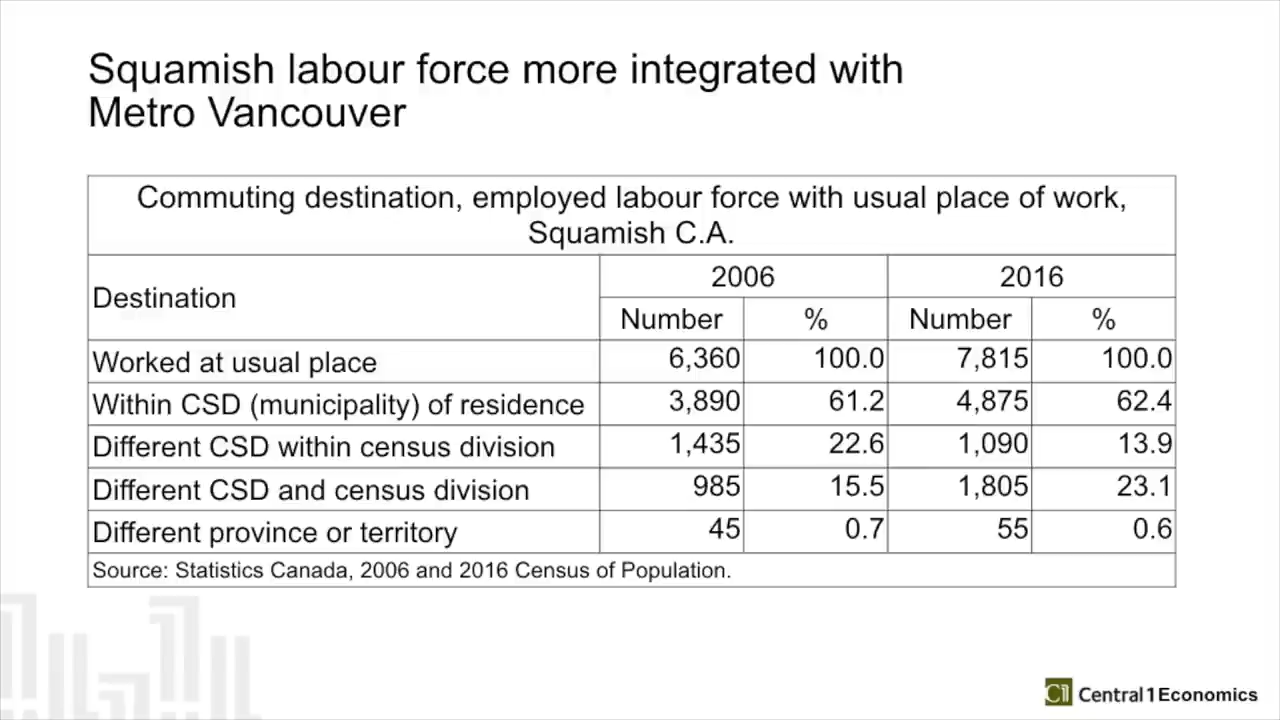 Squamish labour force more integrated with
Metro Vancouver
Commuting destination, employed labour force with usual place of work,
Squamish C.A.
Destination 2006 2016
Number % Number %
Worked at usual place 6,360 100.0 7,815 100.0
Within CSD (municipality) of residence 3,890 61.2 4,875 62.4
Different CSD within census division 1,435 22.6 1,090 13.9
Different CSD and census division 985 15.5 1,805 23.1
Different province or territory 45 0.7 55 0.6
Source: Statistics Canada, 2006 and 2016 Census of Population.
C1 Central1Economics